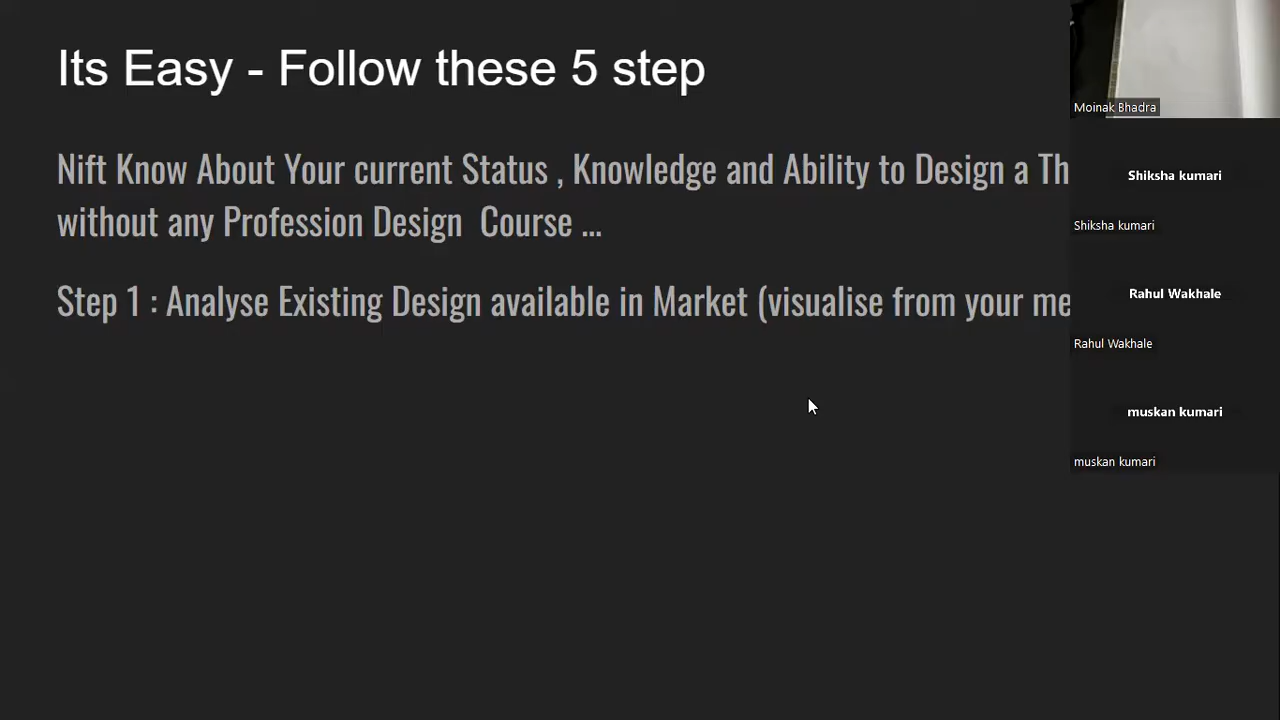 Its Easy - Follow these 5 step
Nift Know About Your current Status , Knowledge and Ability to Design a
without any Profession Design Course ...
Step 1 : Analyse Existing Design available in Market (visualise from your
Moinak Bhadra
Shiksha kumari
Shiksha kumari
Rahul Wakhale
Rahul Wakhale
muskan kumari
muskan kumari